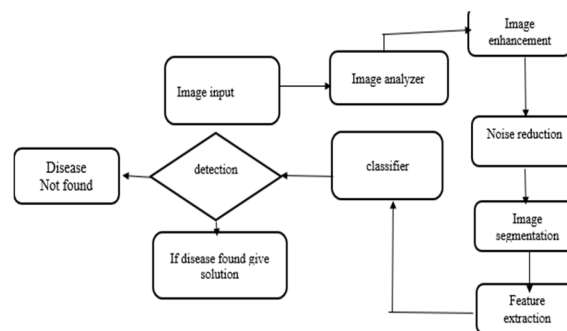 Image input
Image analyzer
Image
enhancement
Noise reduction
Image
segmentation
Feature
extraction
classifier
detection
Disease
Not found
If disease found give
solution